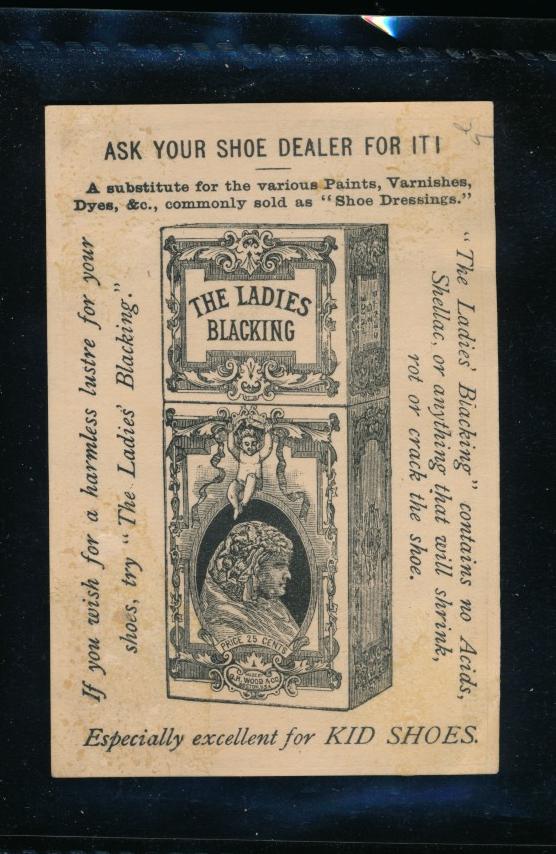 ASK YOUR SHOE DEALER FOR IT!
A substitute for the various Paints, Varnishes,
Dyes, &c., commonly sold as "Shoe Dressings."
If you wish for a harmless lustre for your
shoes, try "The Ladies' Blacking."
THE LADIES
BLACKING
PRICE 25 CENTS
WOOD & CO
"The Ladies' Blacking" contains no Acids,
Shellac, or anything that will shrink,
rot or crack the shoe.
Especially excellent for KID SHOES.